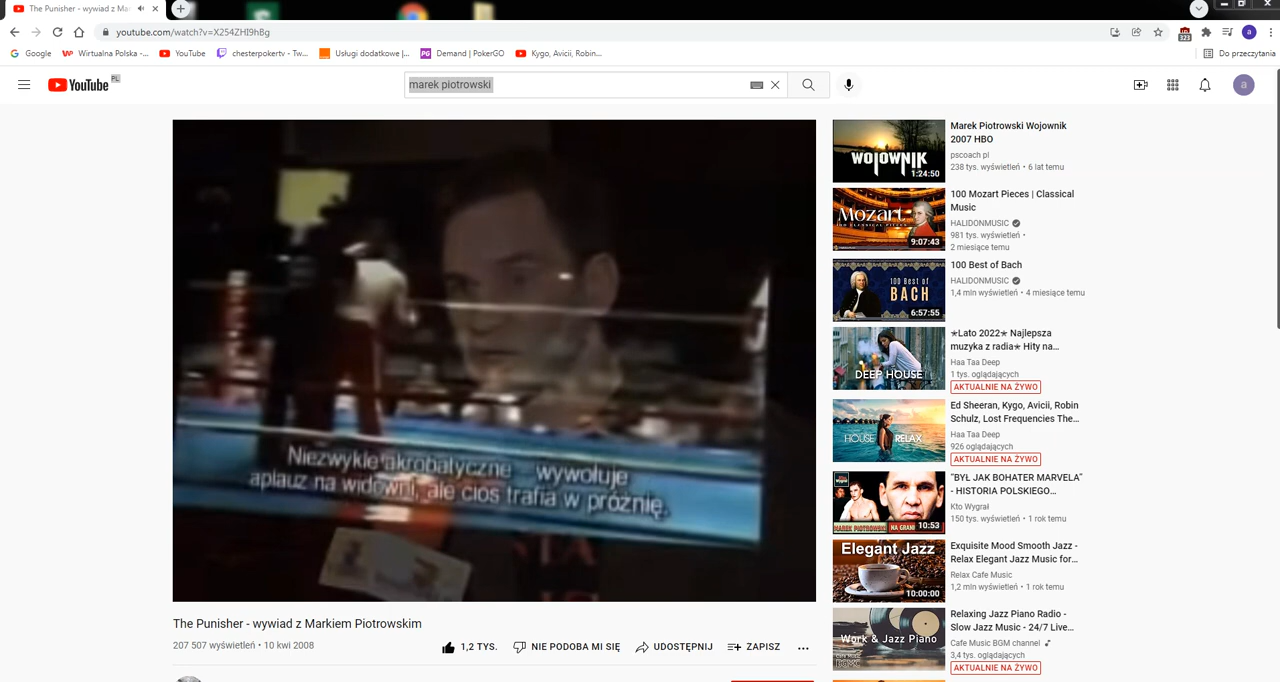 The Punisher - wywiad z Ma
youtube.com/watch?v=X254ZHI9hBg
323
a
Google
Wirtualna Polska -...
YouTube
chesterpokertv - Tw...
Usługi dodatkowe |...
PG Demand | PokerGO
Kygo, Avicii, Robin...
Do przeczytania
YouTube PL
marek piotrowski
a
zwykle akrobatyczne wywołuje
aplauz na widowni, ale cios trafia w próżnię.
The Punisher - wywiad z Markiem Piotrowskim
207 507 wyświetleń • 10 kwi 2008
1,2 TYS.
NIE PODOBA MI SIĘ
UDOSTĘPNIJ
ZAPISZ
WOJOWNIK
1:24:50
Marek Piotrowski Wojownik
2007 HBO
pscoach pl
238 tys. wyświetleń • 6 lat temu
Mozart
100 CLASSICAL PIECES
9:07:43
100 Mozart Pieces | Classical
Music
HALIDONMUSIC
981 tys. wyświetleń •
2 miesiące temu
100 Best of
BACH
6:57:55
100 Best of Bach
HALIDONMUSIC
1,4 mln wyświetleń • 4 miesiące temu
DEEP HOUSE
✭Lato 2022✭ Najlepsza
muzyka z radia✭ Hity na...
Haa Taa Deep
1 tys. oglądających
AKTUALNIE NA ŻYWO
HOUSE RELAX
Ed Sheeran, Kygo, Avicii, Robin
Schulz, Lost Frequencies The...
Haa Taa Deep
926 oglądających
AKTUALNIE NA ŻYWO
MAREK PIOTROWSKI
NA GRANI
10:53
"BYŁ JAK BOHATER MARVELA"
- HISTORIA POLSKIEGO...
Kto Wygrał
150 tys. wyświetleń • 1 rok temu
Elegant Jazz
10:00:00
Exquisite Mood Smooth Jazz -
Relax Elegant Jazz Music for...
Relax Cafe Music
1,2 mln wyświetleń • 1 rok temu
Work & Jazz Piano
Relaxing Jazz Piano Radio -
Slow Jazz Music - 24/7 Live...
Cafe Music BGM channel
3,4 tys. oglądających
AKTUALNIE NA ŻYWO